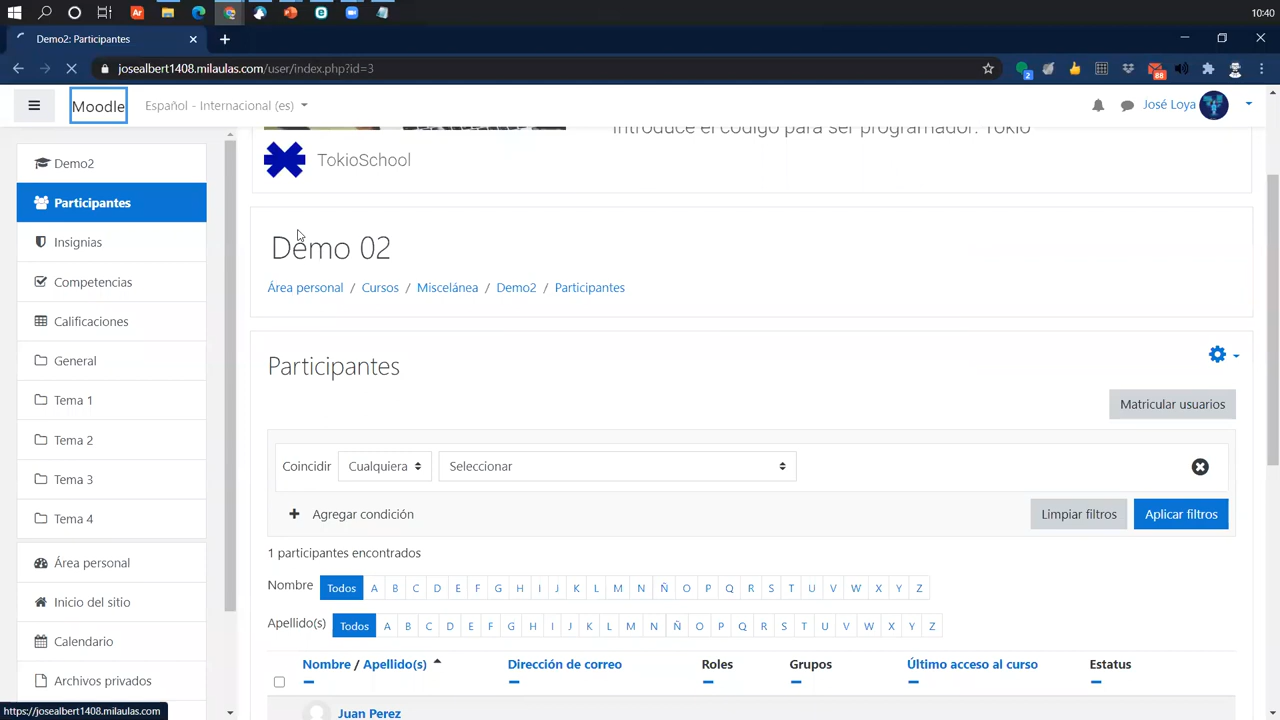 10:40
Demo2: Participantes
josealbert1408.milaulas.com/user/index.php?id=3
2
88
Moodle
Español - Internacional (es)
José Loya
Introduce el código para ser programador: Tokio
TokioSchool
Demo2
Participantes
Insignias
Competencias
Calificaciones
General
Tema 1
Tema 2
Tema 3
Tema 4
Área personal
Inicio del sitio
Calendario
Archivos privados
Demo 02
Área personal / Cursos / Miscelánea / Demo2 / Participantes
Participantes
Matricular usuarios
Coincidir Cualquiera Seleccionar
Agregar condición Limpiar filtros Aplicar filtros
1 participantes encontrados
Nombre Todos A B C D E F G H I J K L M N Ñ O P Q R S T U V W X Y Z
Apellido(s) Todos A B C D E F G H I J K L M N Ñ O P Q R S T U V W X Y Z
Nombre / Apellido(s) Dirección de correo Roles Grupos Último acceso al curso Estatus
Juan Perez
https://josealbert1408.milaulas.com